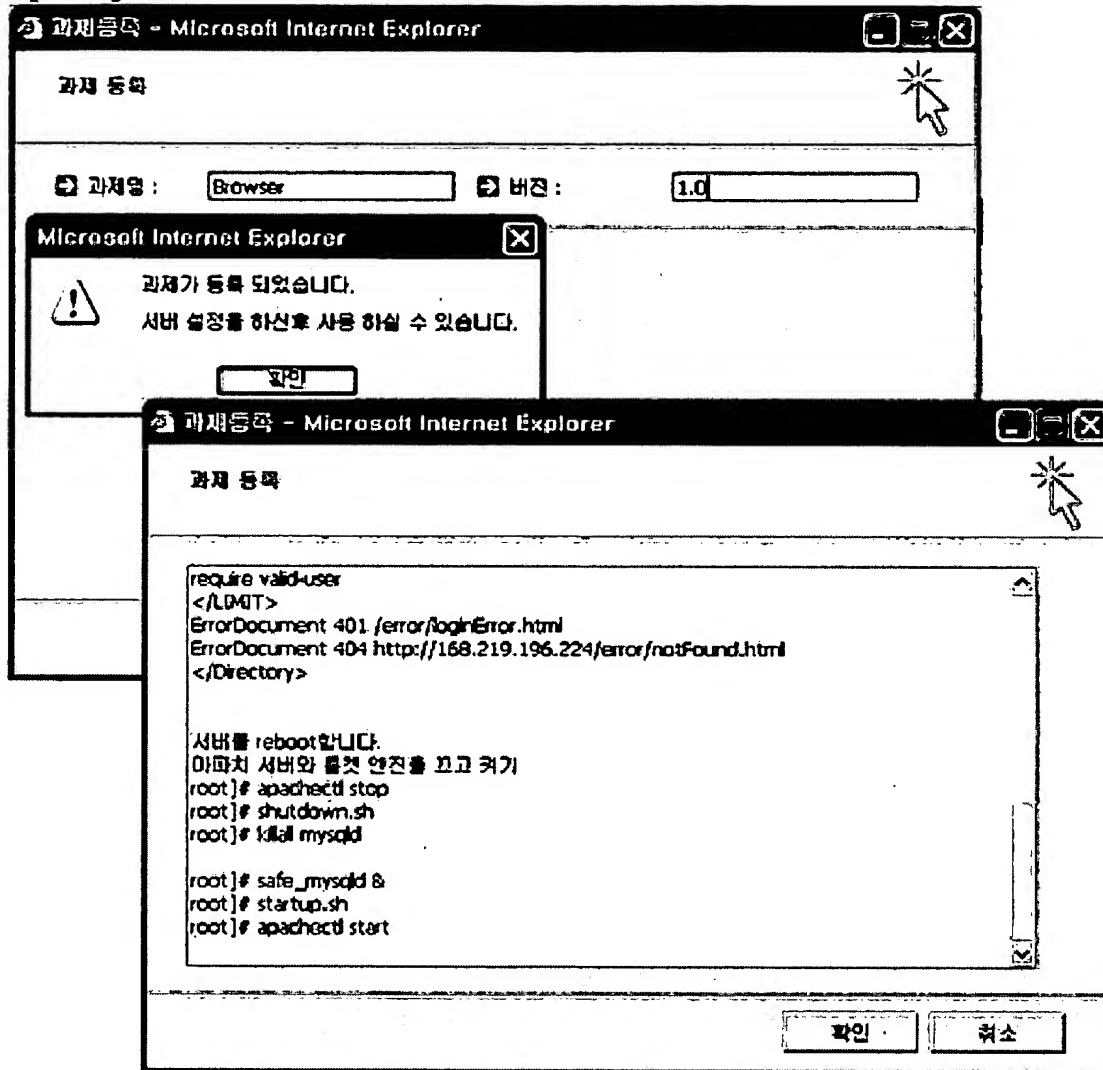 과제등록 - Microsoft Internet Explorer
과제 등록
과제명 : Browser 버전 : 1.0
Microsoft Internet Explorer
과제가 등록 되었습니다.
서버 설정을 하신후 사용 하실 수 있습니다.
확인
과제등록 - Microsoft Internet Explorer
과제 등록
require valid-user
</LIMIT>
ErrorDocument 401 /error/loginError.html
ErrorDocument 404 http://168.219.196.224/error/notFound.html
</Directory>
서버를 reboot합니다.
아파치 서버와 톰캣 엔진을 끄고 켜기
root]# apachectl stop
root]# shutdown.sh
root]# killall mysqld
root]# safe_mysqld &
root]# startup.sh
root]# apachectl start
확인 취소